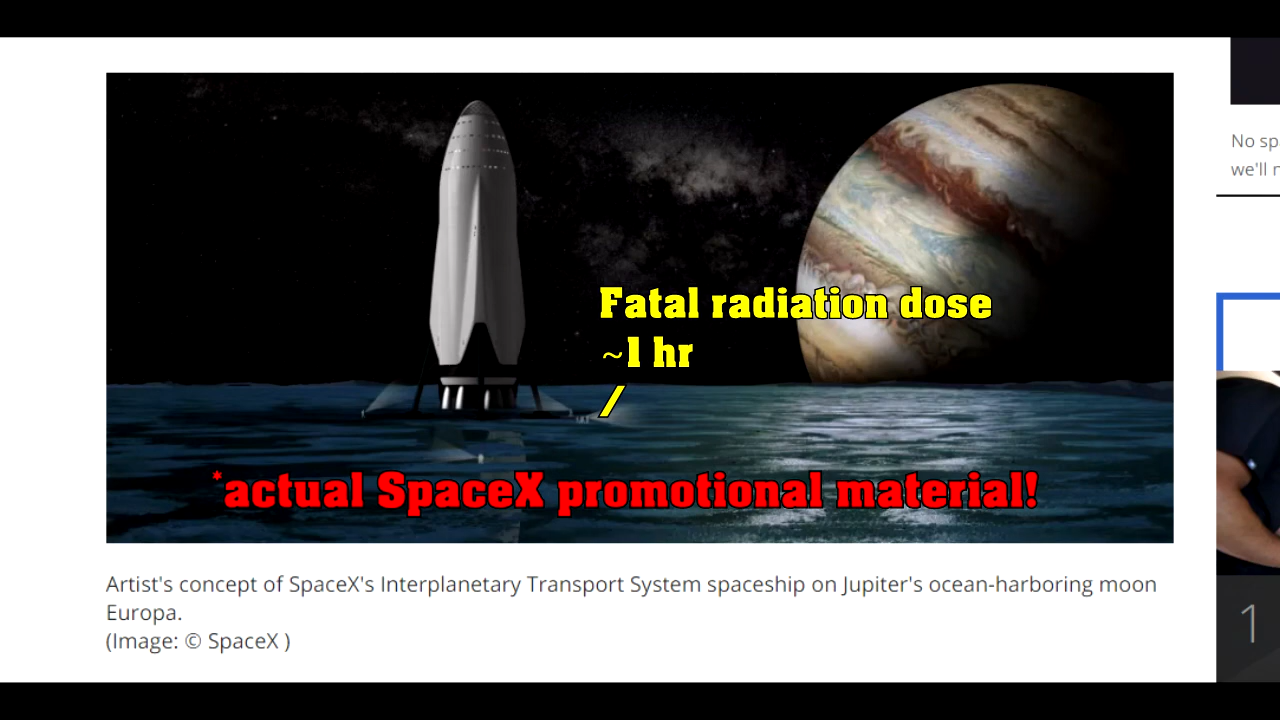 No sp
we'll n
Fatal radiation dose
~1 hr
/
*actual SpaceX promotional material!
Artist's concept of SpaceX's Interplanetary Transport System spaceship on Jupiter's ocean-harboring moon
Europa.
(Image: © SpaceX )
1